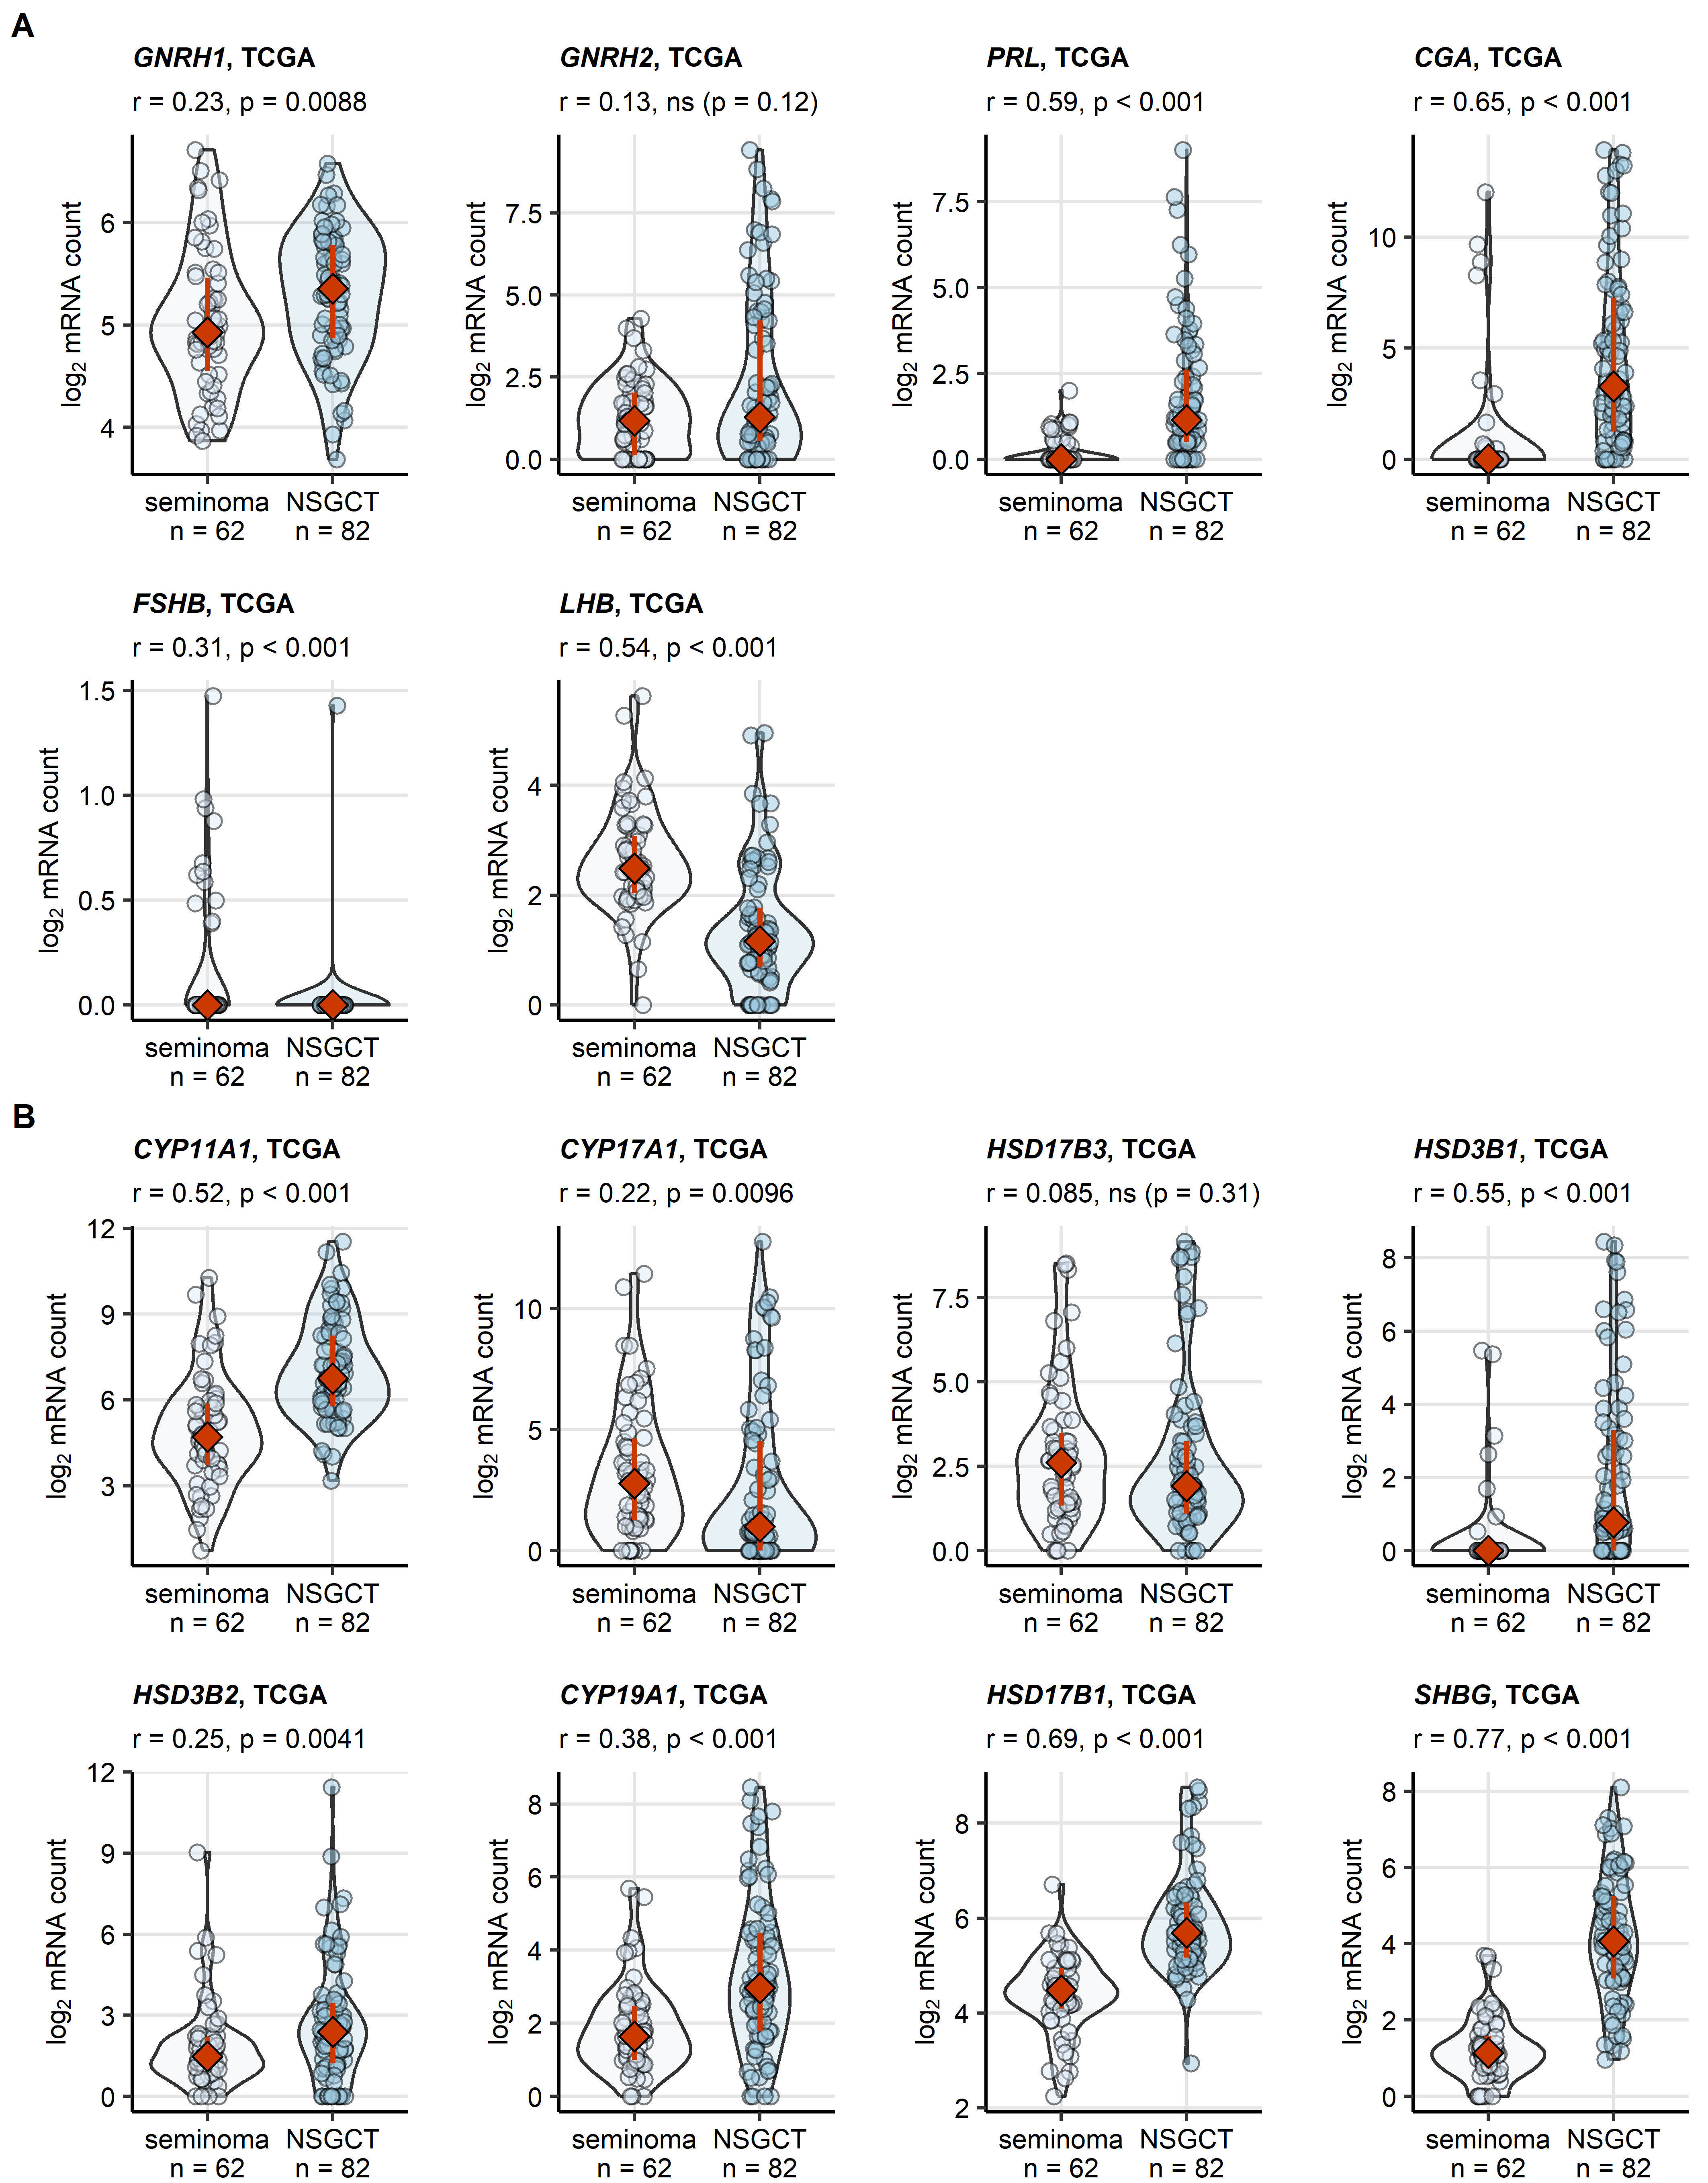 A
GNRH1, TCGA
r = 0.23, p = 0.0088
log2 mRNA count
6
5
4
seminoma
n = 62
NSGCT
n = 82
GNRH2, TCGA
r = 0.13, ns (p = 0.12)
log2 mRNA count
7.5
5.0
2.5
0.0
seminoma
n = 62
NSGCT
n = 82
PRL, TCGA
r = 0.59, p < 0.001
log2 mRNA count
7.5
5.0
2.5
0.0
seminoma
n = 62
NSGCT
n = 82
CGA, TCGA
r = 0.65, p < 0.001
log2 mRNA count
10
5
0
seminoma
n = 62
NSGCT
n = 82
FSHB, TCGA
r = 0.31, p < 0.001
log2 mRNA count
1.5
1.0
0.5
0.0
seminoma
n = 62
NSGCT
n = 82
LHB, TCGA
r = 0.54, p < 0.001
log2 mRNA count
4
2
0
seminoma
n = 62
NSGCT
n = 82
B
CYP11A1, TCGA
r = 0.52, p < 0.001
log2 mRNA count
12
9
6
3
seminoma
n = 62
NSGCT
n = 82
CYP17A1, TCGA
r = 0.22, p = 0.0096
log2 mRNA count
10
5
0
seminoma
n = 62
NSGCT
n = 82
HSD17B3, TCGA
r = 0.085, ns (p = 0.31)
log2 mRNA count
7.5
5.0
2.5
0.0
seminoma
n = 62
NSGCT
n = 82
HSD3B1, TCGA
r = 0.55, p < 0.001
log2 mRNA count
8
6
4
2
0
seminoma
n = 62
NSGCT
n = 82
HSD3B2, TCGA
r = 0.25, p = 0.0041
log2 mRNA count
12
9
6
3
0
seminoma
n = 62
NSGCT
n = 82
CYP19A1, TCGA
r = 0.38, p < 0.001
log2 mRNA count
8
6
4
2
0
seminoma
n = 62
NSGCT
n = 82
HSD17B1, TCGA
r = 0.69, p < 0.001
log2 mRNA count
8
6
4
2
seminoma
n = 62
NSGCT
n = 82
SHBG, TCGA
r = 0.77, p < 0.001
log2 mRNA count
8
6
4
2
0
seminoma
n = 62
NSGCT
n = 82